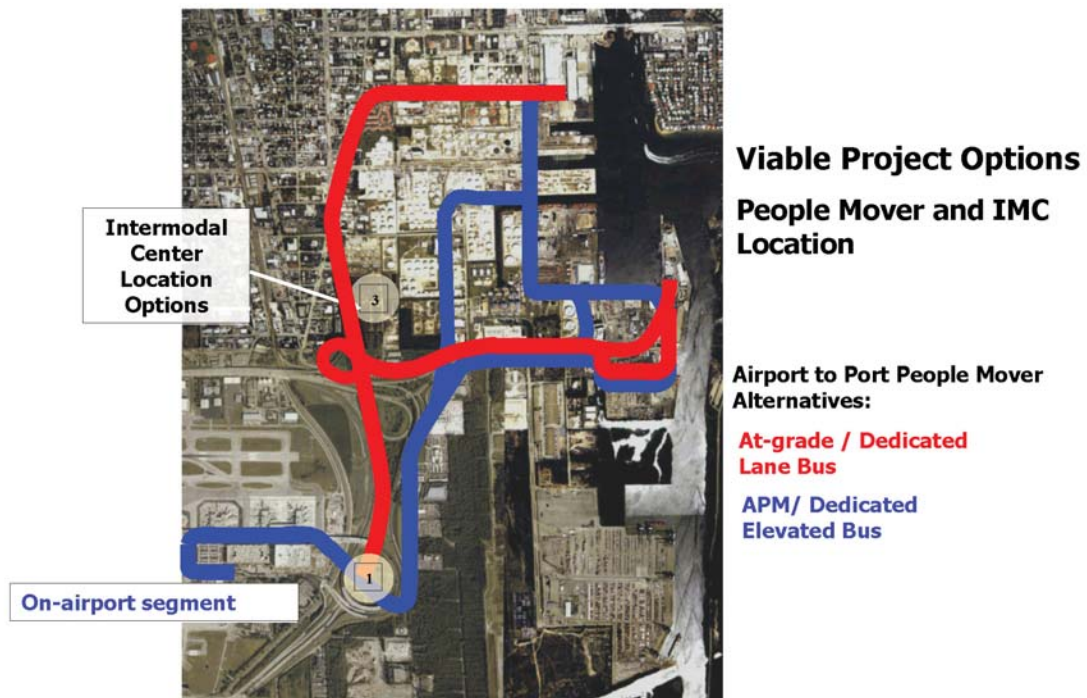 Viable Project Options
People Mover and IMC
Location
Intermodal
Center
Location
Options
3
Airport to Port People Mover
Alternatives:
At-grade / Dedicated
Lane Bus
APM/ Dedicated
Elevated Bus
1
On-airport segment